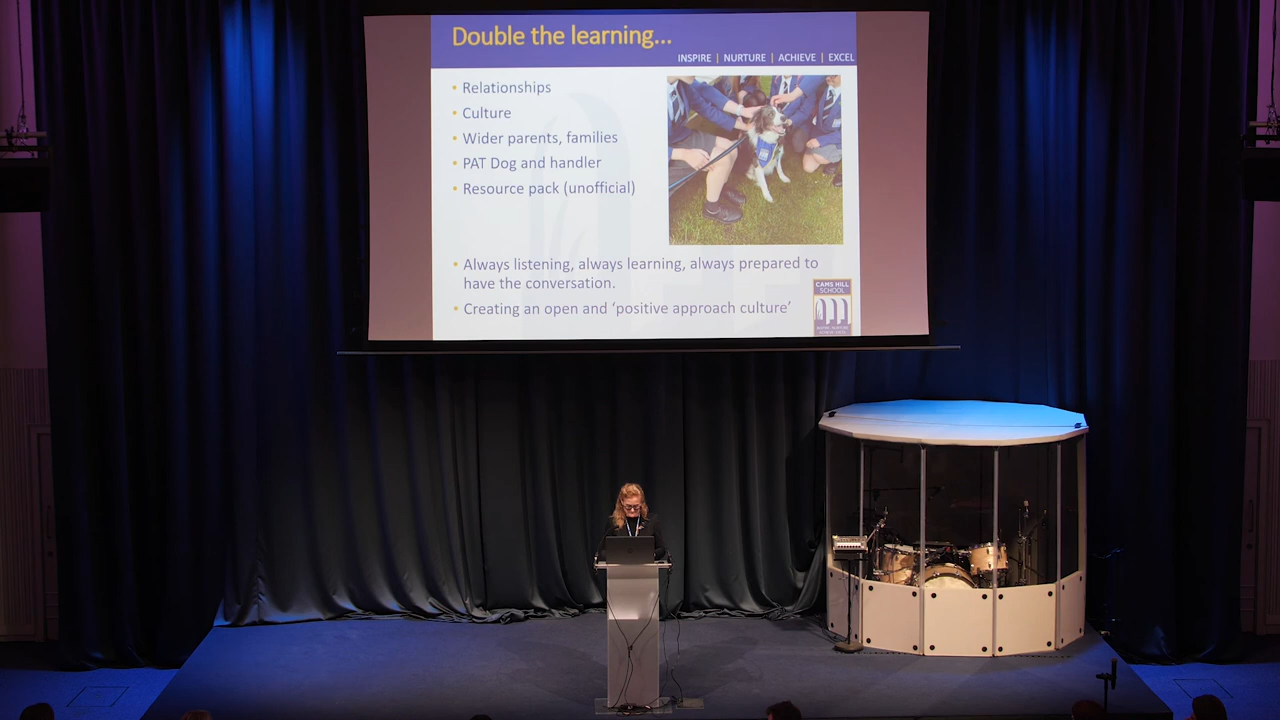 Double the learning...
INSPIRE | NURTURE | ACHIEVE | EXCEL
• Relationships
• Culture
• Wider parents, families
• PAT Dog and handler
• Resource pack (unofficial)
• Always listening, always learning, always prepared to
have the conversation.
• Creating an open and ‘positive approach culture’
CAMS HILL
SCHOOL